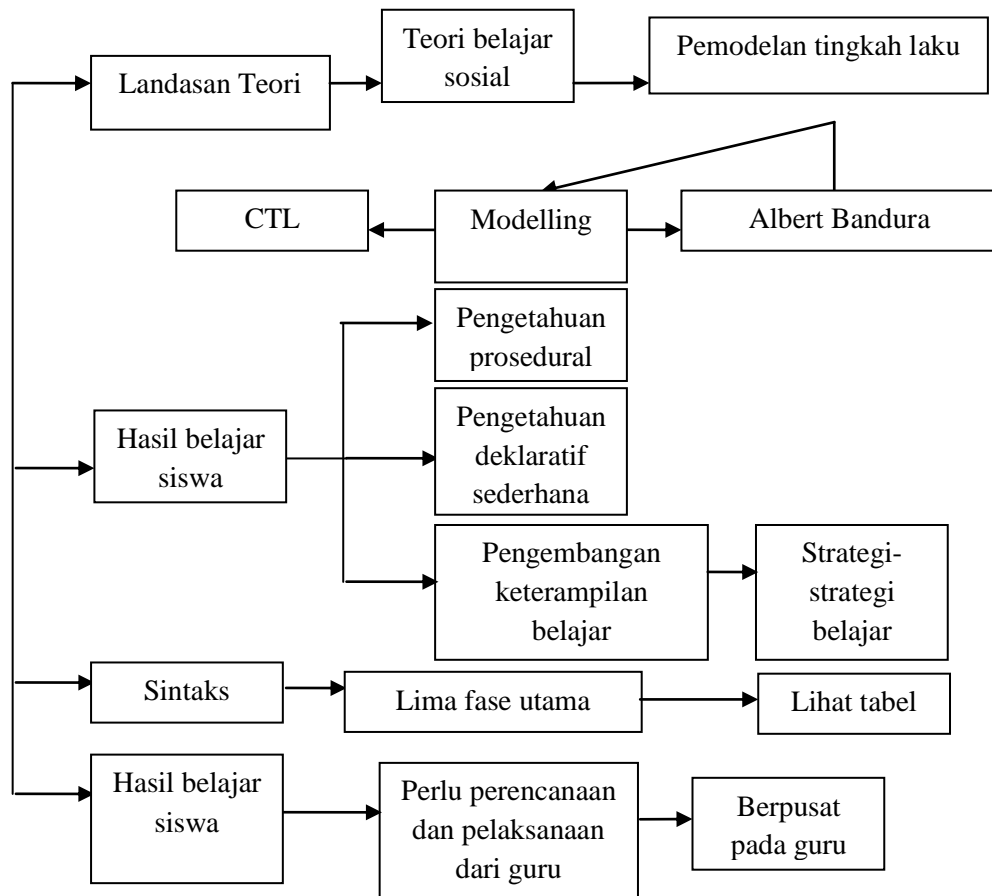 Landasan Teori
Teori belajar
sosial
Pemodelan tingkah laku
CTL
Modelling
Albert Bandura
Hasil belajar
siswa
Pengetahuan
prosedural
Pengetahuan
deklaratif
sederhana
Pengembangan
keterampilan
belajar
Strategi-
strategi
belajar
Sintaks
Lima fase utama
Lihat tabel
Hasil belajar
siswa
Perlu perencanaan
dan pelaksanaan
dari guru
Berpusat
pada guru